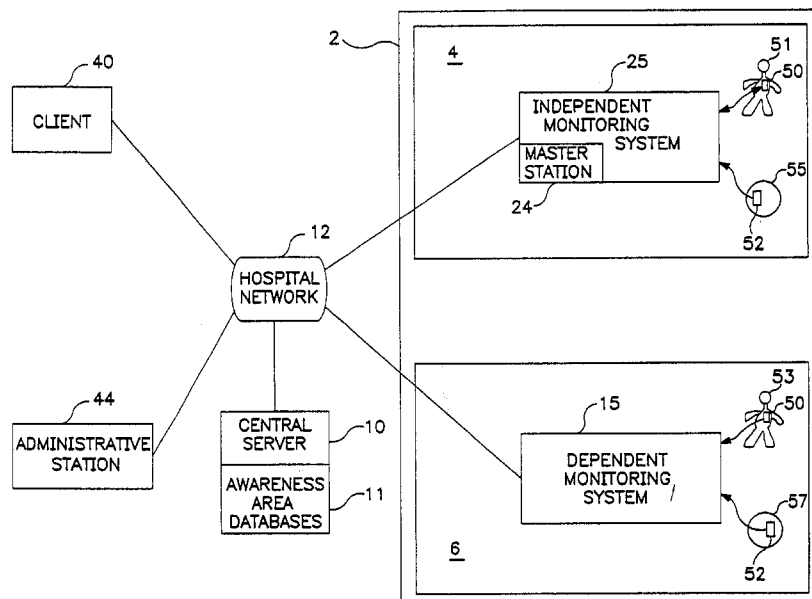 2
4
51
50
40
CLIENT
25
INDEPENDENT
MONITORING
SYSTEM
MASTER
STATION
24
55
52
12
HOSPITAL
NETWORK
44
ADMINISTRATIVE
STATION
CENTRAL
SERVER
10
AWARENESS
AREA
DATABASES
11
15
DEPENDENT
MONITORING
SYSTEM
53
50
57
52
6